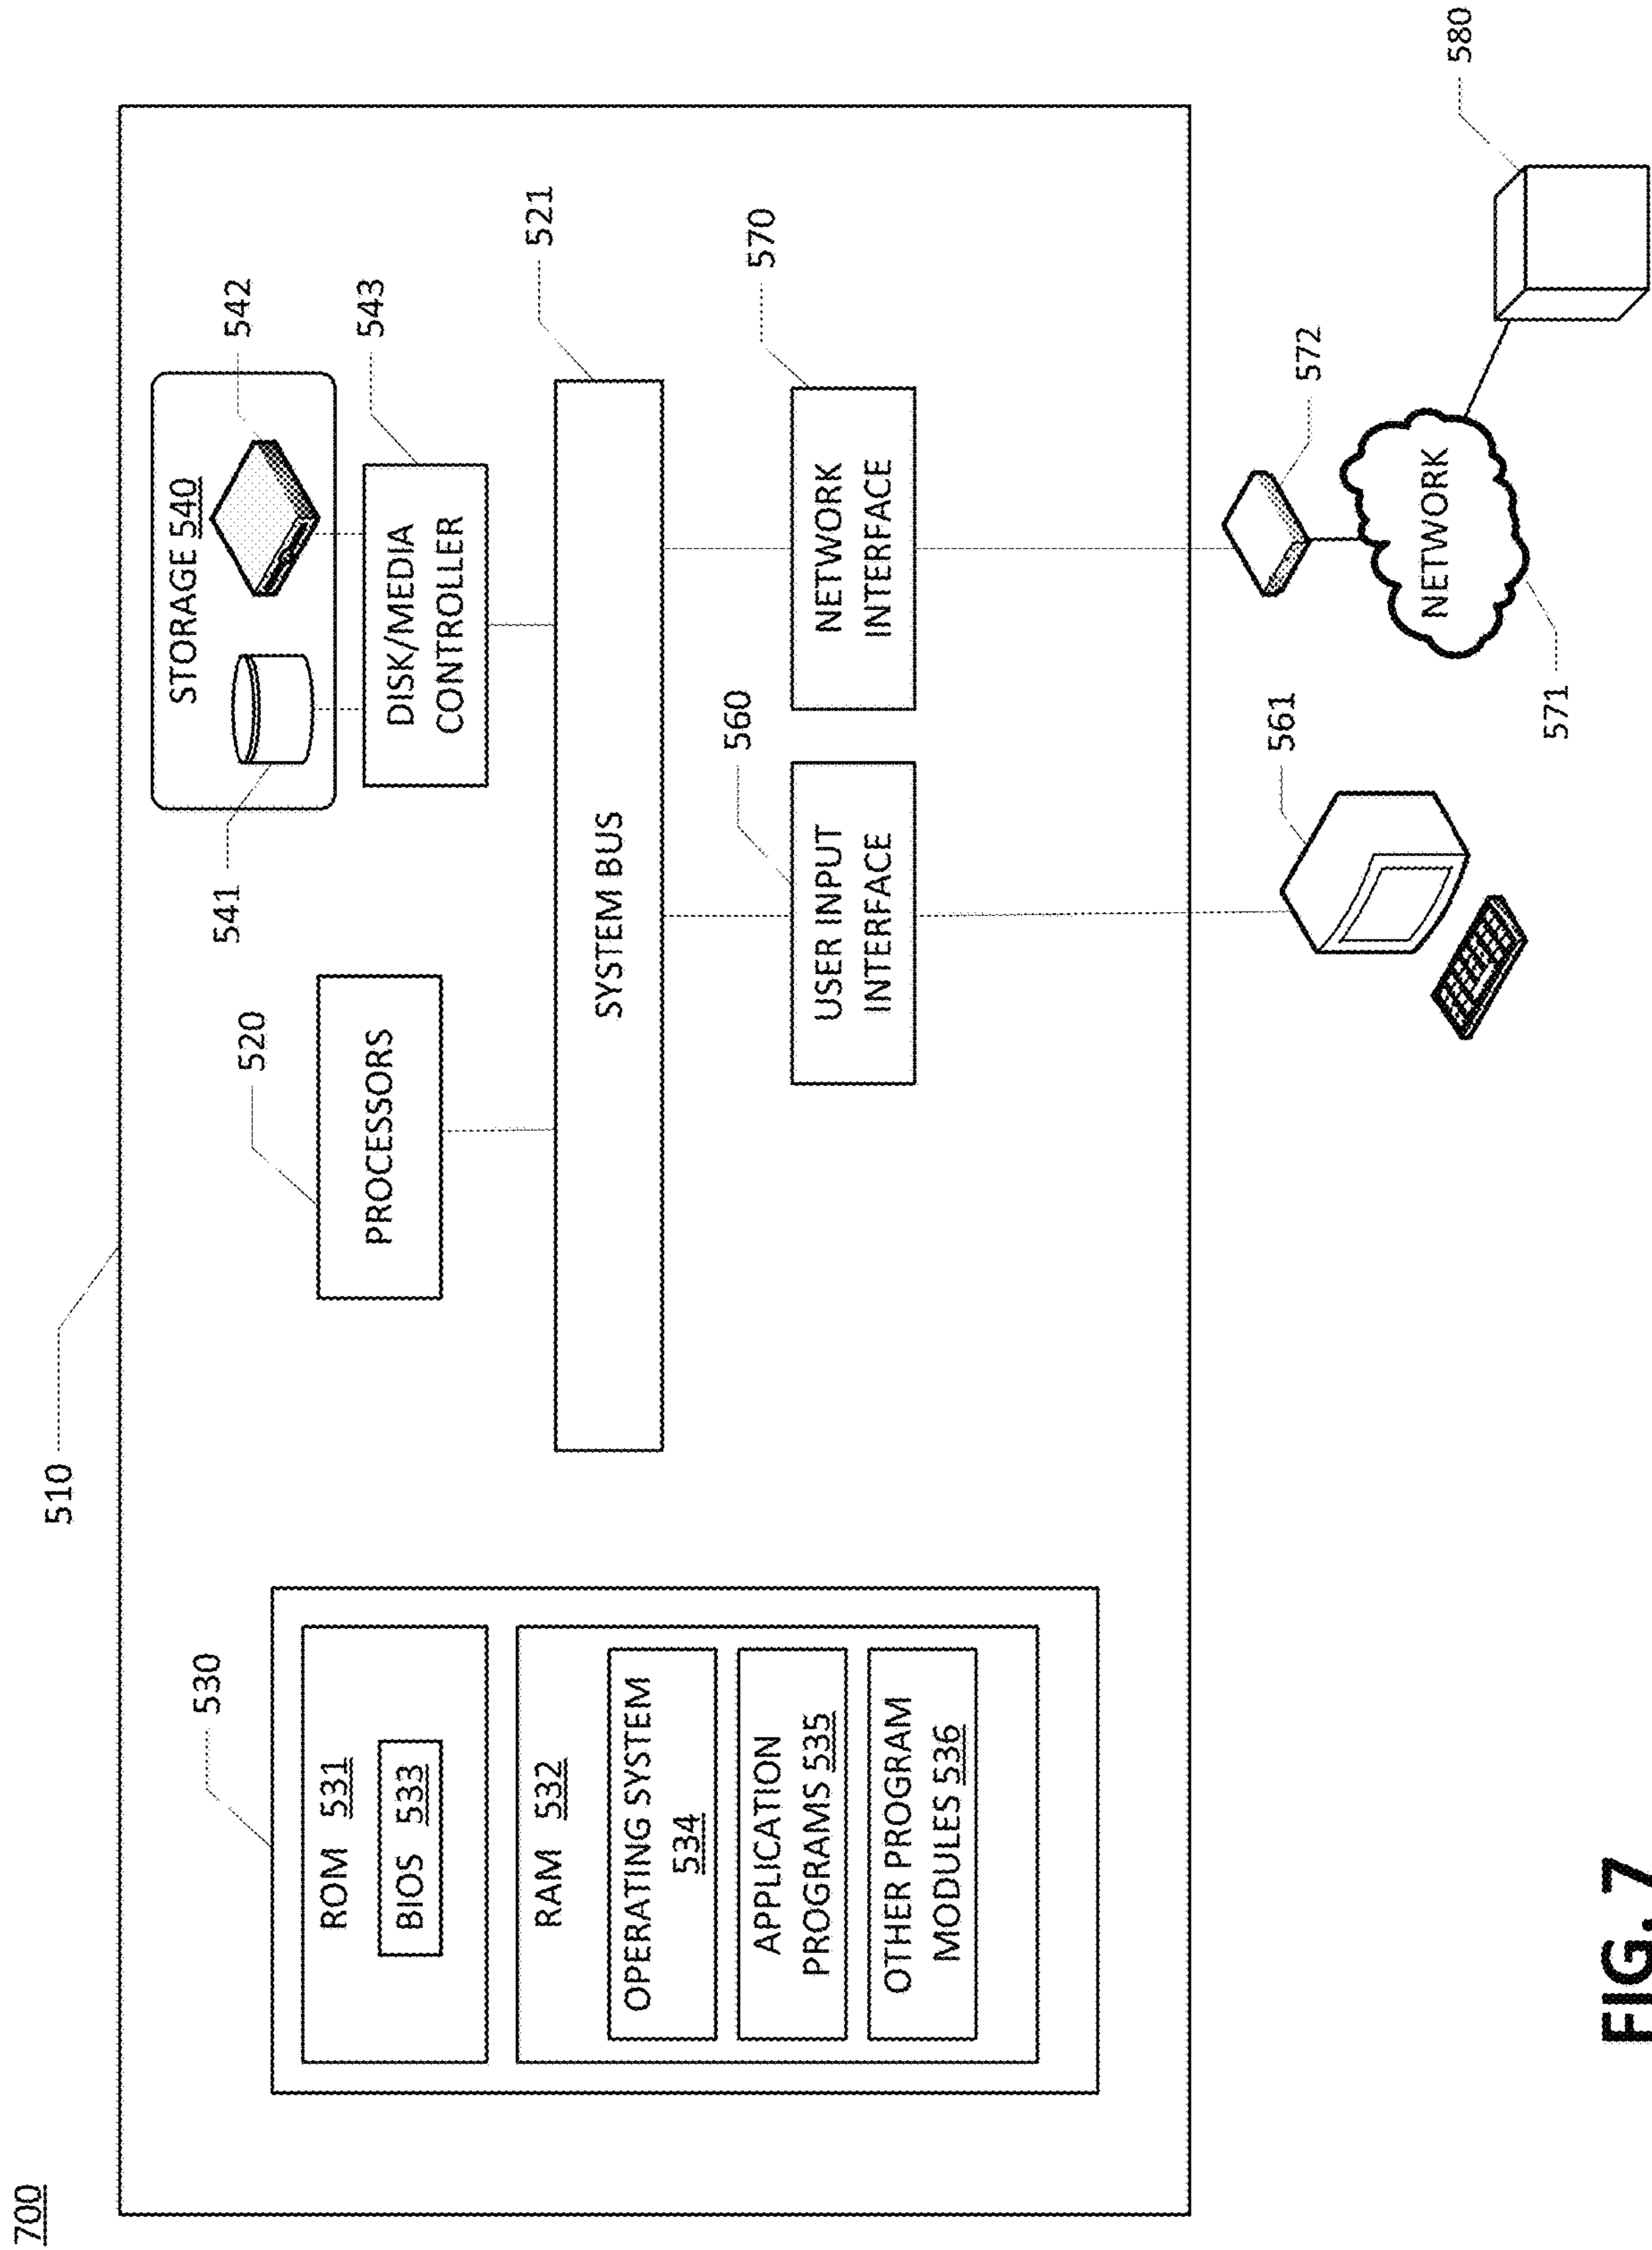 700
510
530
ROM 531
BIOS 533
RAM 532
OPERATING SYSTEM
534
APPLICATION
PROGRAMS 535
OTHER PROGRAM
MODULES 536
520
PROCESSORS
STORAGE 540
541
542
DISK/MEDIA
CONTROLLER
543
SYSTEM BUS
521
560
USER INPUT
INTERFACE
570
NETWORK
INTERFACE
561
572
NETWORK
571
580
FIG. 7